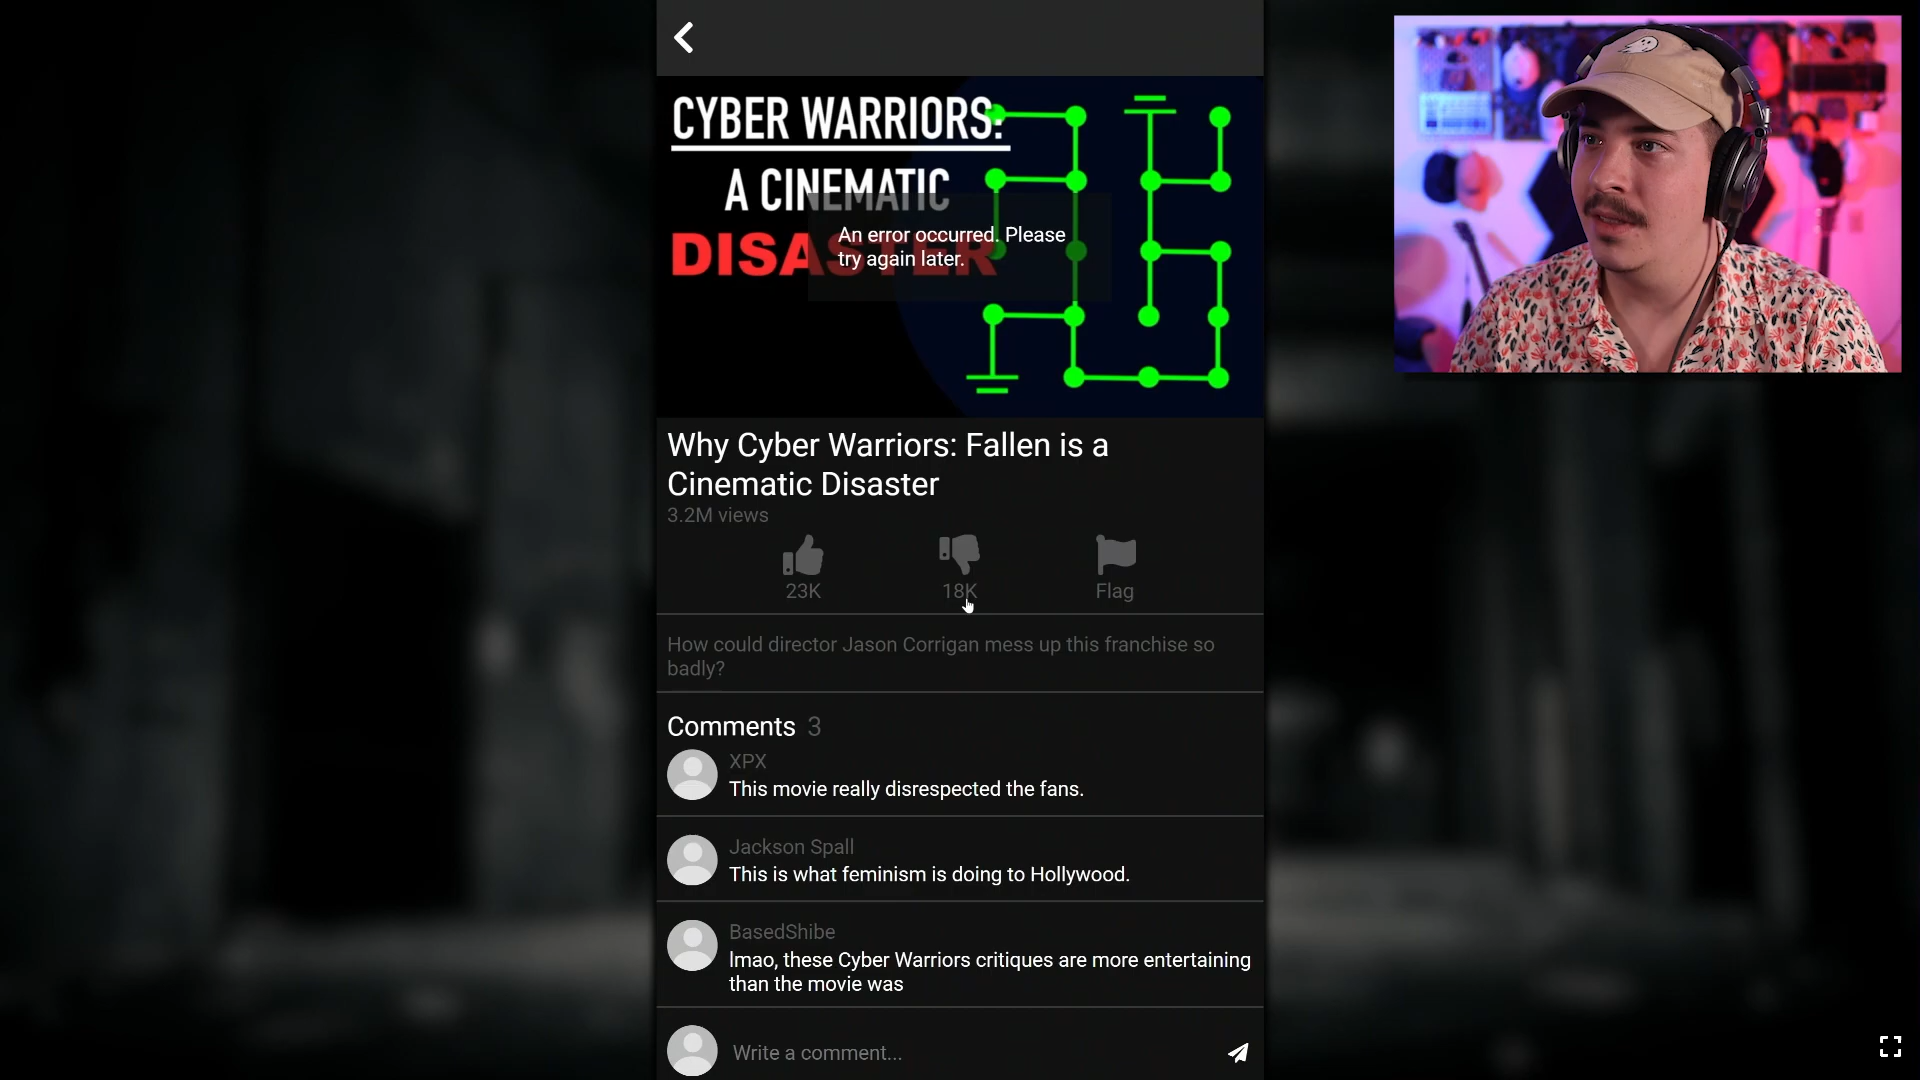 CYBER WARRIORS:
A CINEMATIC
DISASTER
An error occurred. Please
try again later.
Why Cyber Warriors: Fallen is a
Cinematic Disaster
3.2M views
23K
18K
Flag
How could director Jason Corrigan mess up this franchise so
badly?
Comments 3
XPX
This movie really disrespected the fans.
Jackson Spall
This is what feminism is doing to Hollywood.
BasedShibe
lmao, these Cyber Warriors critiques are more entertaining
than the movie was
Write a comment...